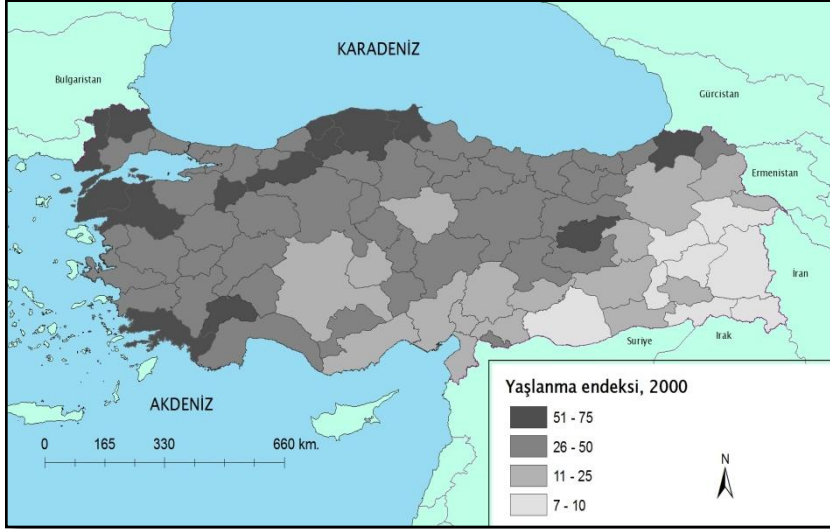 KARADENİZ
Bulgaristan
Gürcistan
Ermenistan
İran
Suriye
Irak
AKDENİZ
0 165 330 660 km.
Yaşlanma endeksi, 2000
51 - 75
26 - 50
11 - 25
7 - 10
N